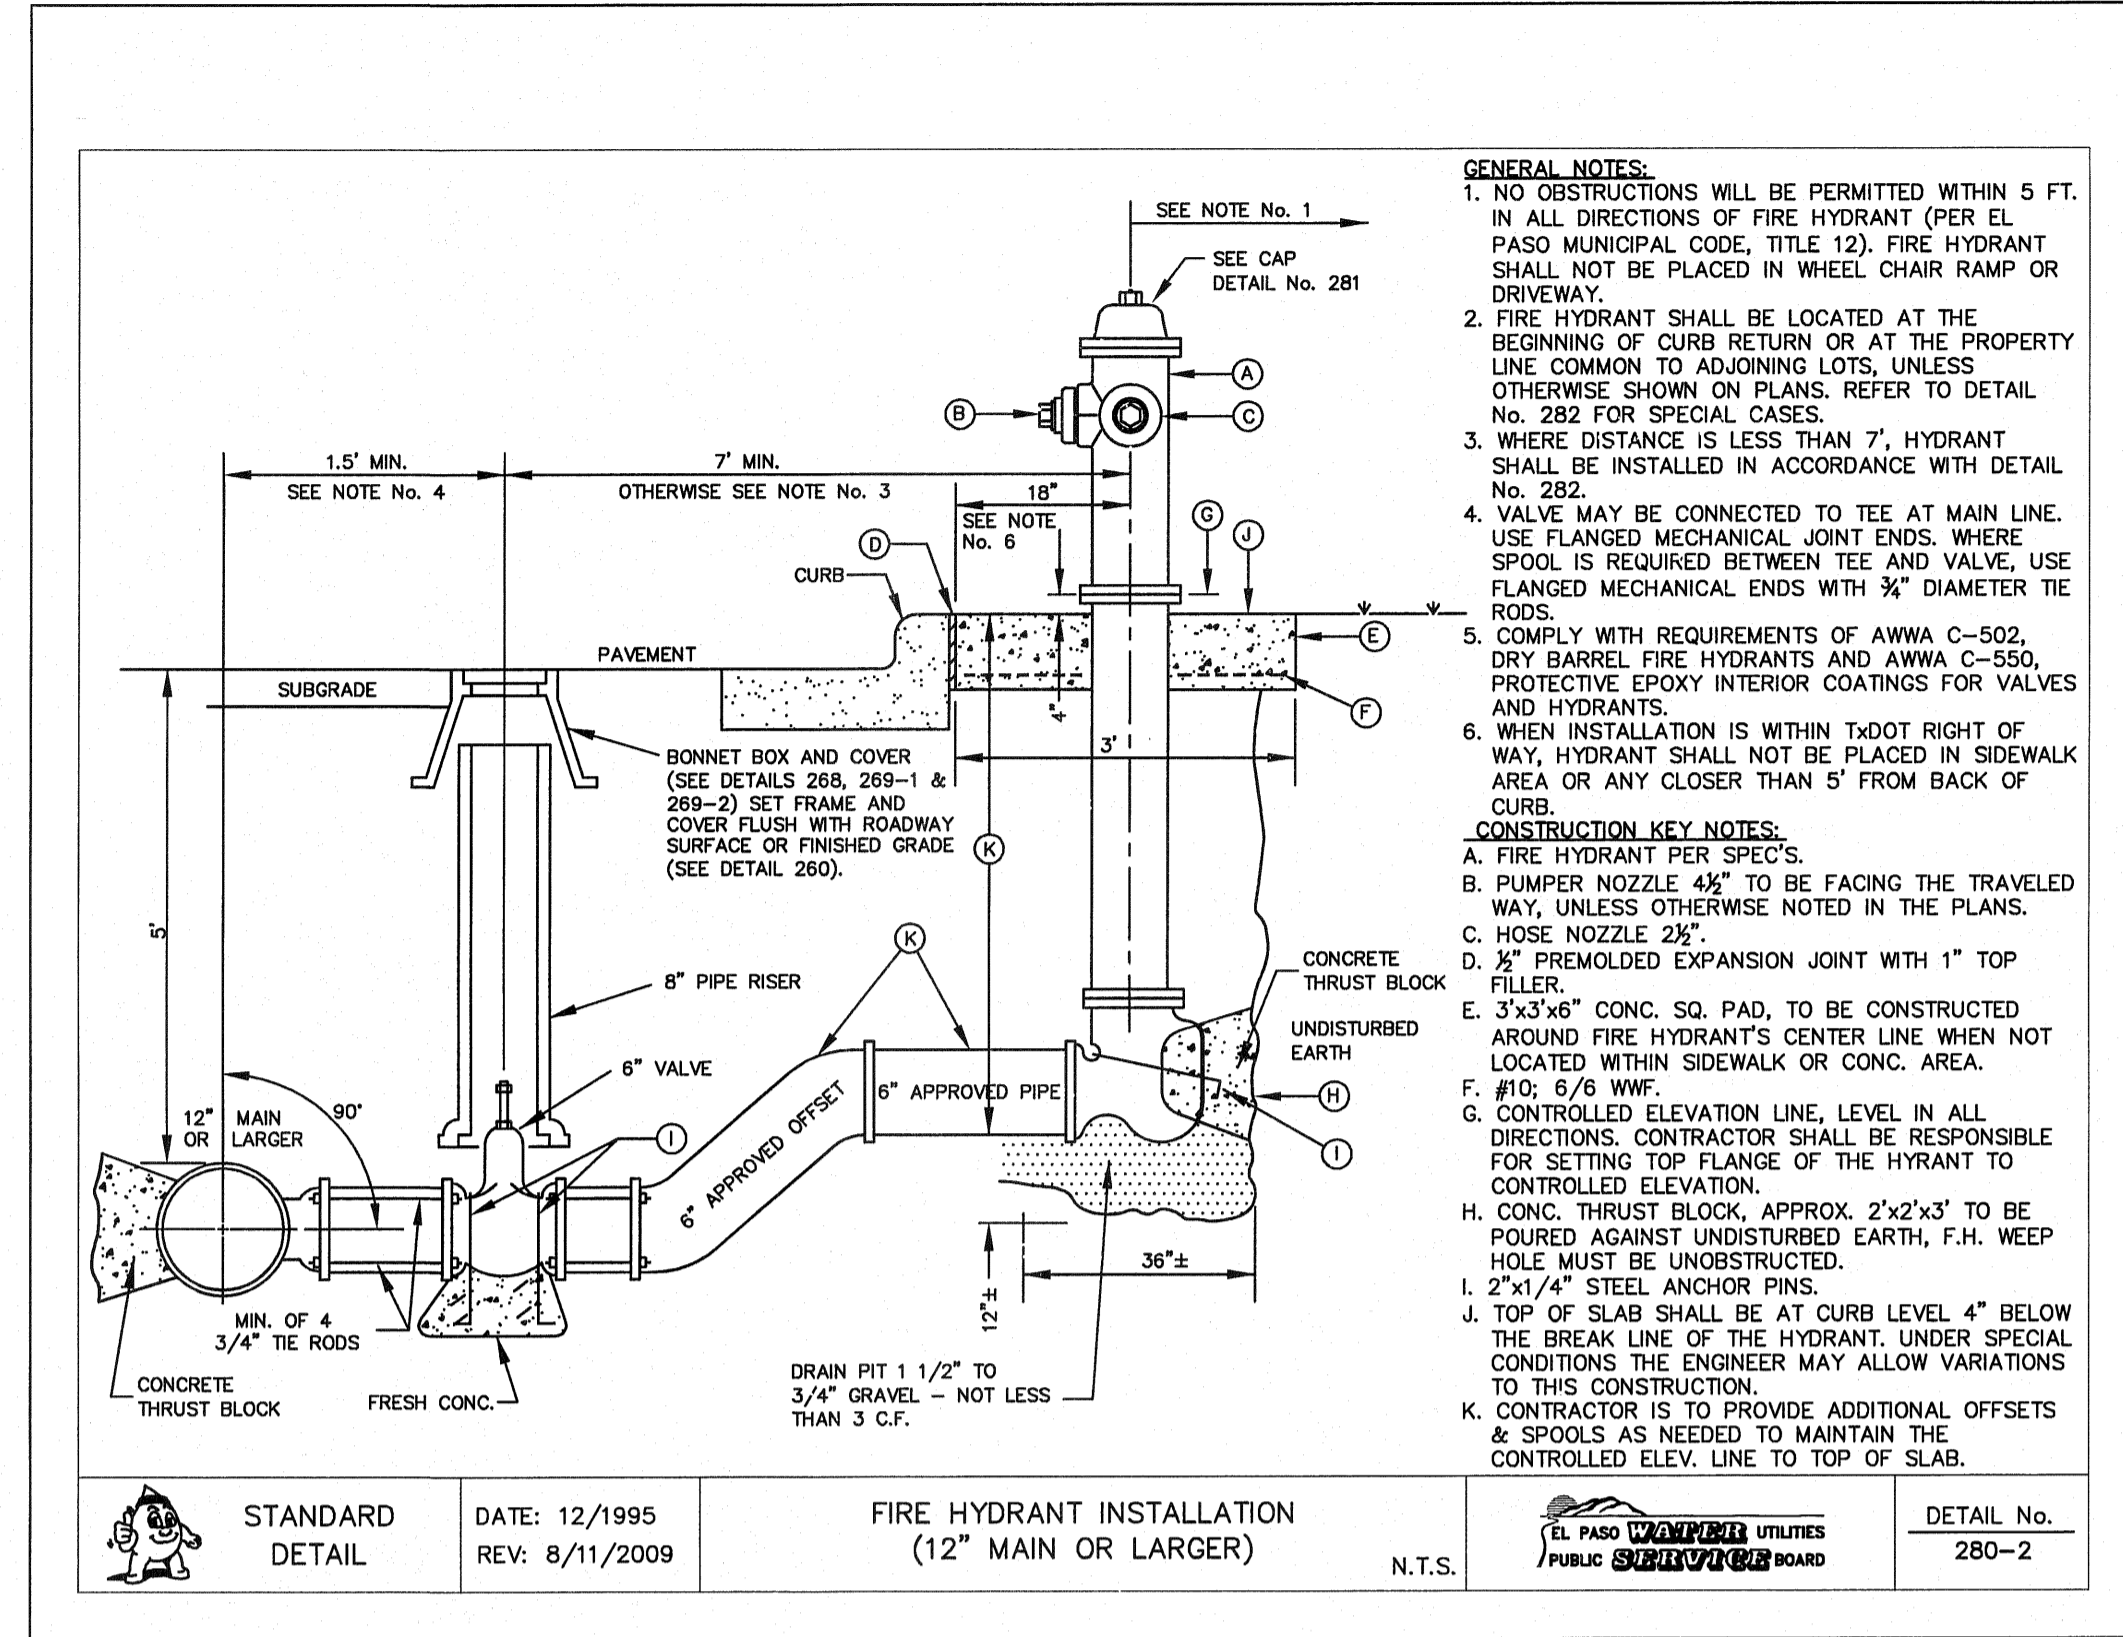 SEE NOTE No. 1
SEE CAP
DETAIL No. 281
A
B
C
1.5' MIN.
SEE NOTE No. 4
7' MIN.
OTHERWISE SEE NOTE No. 3
18"
SEE NOTE
No. 6
G
J
D
CURB
E
PAVEMENT
SUBGRADE
F
4"
3'
BONNET BOX AND COVER
(SEE DETAILS 268, 269-1 &
269-2) SET FRAME AND
COVER FLUSH WITH ROADWAY
SURFACE OR FINISHED GRADE
(SEE DETAIL 260).
K
5'
K
8" PIPE RISER
CONCRETE
THRUST BLOCK
UNDISTURBED
EARTH
6" VALVE
6" APPROVED PIPE
6" APPROVED OFFSET
H
12" MAIN
OR LARGER
90°
I
I
36"±
12"±
MIN. OF 4
3/4" TIE RODS
CONCRETE
THRUST BLOCK
FRESH CONC.
DRAIN PIT 1 1/2" TO
3/4" GRAVEL – NOT LESS
THAN 3 C.F.
GENERAL NOTES:
1. NO OBSTRUCTIONS WILL BE PERMITTED WITHIN 5 FT.
IN ALL DIRECTIONS OF FIRE HYDRANT (PER EL
PASO MUNICIPAL CODE, TITLE 12). FIRE HYDRANT
SHALL NOT BE PLACED IN WHEEL CHAIR RAMP OR
DRIVEWAY.
2. FIRE HYDRANT SHALL BE LOCATED AT THE
BEGINNING OF CURB RETURN OR AT THE PROPERTY
LINE COMMON TO ADJOINING LOTS, UNLESS
OTHERWISE SHOWN ON PLANS. REFER TO DETAIL
No. 282 FOR SPECIAL CASES.
3. WHERE DISTANCE IS LESS THAN 7', HYDRANT
SHALL BE INSTALLED IN ACCORDANCE WITH DETAIL
No. 282.
4. VALVE MAY BE CONNECTED TO TEE AT MAIN LINE.
USE FLANGED MECHANICAL JOINT ENDS. WHERE
SPOOL IS REQUIRED BETWEEN TEE AND VALVE, USE
FLANGED MECHANICAL ENDS WITH ¾" DIAMETER TIE
RODS.
5. COMPLY WITH REQUIREMENTS OF AWWA C-502,
DRY BARREL FIRE HYDRANTS AND AWWA C-550,
PROTECTIVE EPOXY INTERIOR COATINGS FOR VALVES
AND HYDRANTS.
6. WHEN INSTALLATION IS WITHIN TxDOT RIGHT OF
WAY, HYDRANT SHALL NOT BE PLACED IN SIDEWALK
AREA OR ANY CLOSER THAN 5' FROM BACK OF
CURB.
CONSTRUCTION KEY NOTES:
A. FIRE HYDRANT PER SPEC'S.
B. PUMPER NOZZLE 4½" TO BE FACING THE TRAVELED
WAY, UNLESS OTHERWISE NOTED IN THE PLANS.
C. HOSE NOZZLE 2½".
D. ½" PREMOLDED EXPANSION JOINT WITH 1" TOP
FILLER.
E. 3'x3'x6" CONC. SQ. PAD, TO BE CONSTRUCTED
AROUND FIRE HYDRANT'S CENTER LINE WHEN NOT
LOCATED WITHIN SIDEWALK OR CONC. AREA.
F. #10; 6/6 WWF.
G. CONTROLLED ELEVATION LINE, LEVEL IN ALL
DIRECTIONS. CONTRACTOR SHALL BE RESPONSIBLE
FOR SETTING TOP FLANGE OF THE HYRANT TO
CONTROLLED ELEVATION.
H. CONC. THRUST BLOCK, APPROX. 2'x2'x3' TO BE
POURED AGAINST UNDISTURBED EARTH, F.H. WEEP
HOLE MUST BE UNOBSTRUCTED.
I. 2"x1/4" STEEL ANCHOR PINS.
J. TOP OF SLAB SHALL BE AT CURB LEVEL 4" BELOW
THE BREAK LINE OF THE HYDRANT. UNDER SPECIAL
CONDITIONS THE ENGINEER MAY ALLOW VARIATIONS
TO THIS CONSTRUCTION.
K. CONTRACTOR IS TO PROVIDE ADDITIONAL OFFSETS
& SPOOLS AS NEEDED TO MAINTAIN THE
CONTROLLED ELEV. LINE TO TOP OF SLAB.
STANDARD
DETAIL
DATE: 12/1995
REV: 8/11/2009
FIRE HYDRANT INSTALLATION
(12" MAIN OR LARGER)
N.T.S.
EL PASO WATER UTILITIES
PUBLIC SERVICE BOARD
DETAIL No.
280-2